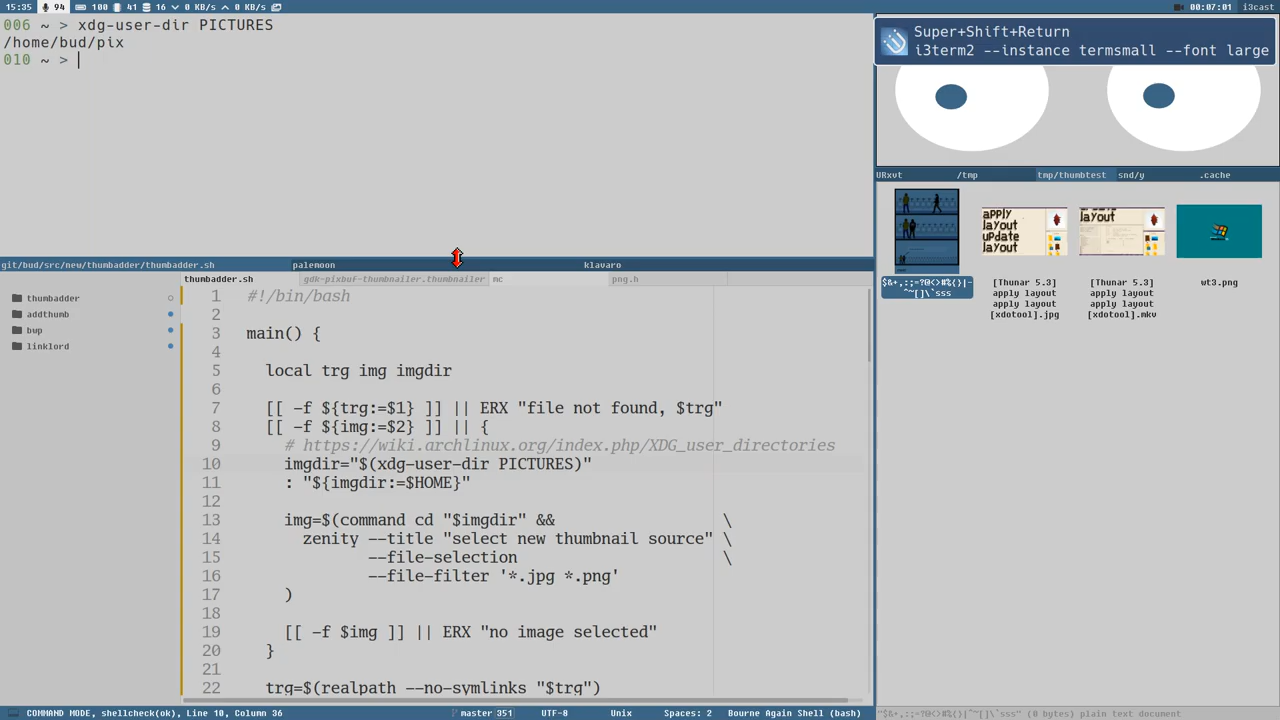 15:35 94 100 41 16 0 KB/s 0 KB/s
00:07:01 i3cast
006 ~ > xdg-user-dir PICTURES
/home/bud/pix
010 ~ >
Super+Shift+Return
i3term2 --instance termsmall --font large
URxvt /tmp tmp/thumbtest snd/y .cache
[Thunar 5.3] apply layout [xdotool].jpg
[Thunar 5.3] apply layout apply layout [xdotool].mkv
wt3.png
git/bud/src/new/thumbadder/thumbadder.sh palemoon klavaro
thumbadder.sh gdk-pixbuf-thumbnailer.thumbnailer mc png.h
thumbadder
addthumb
bwp
linklord
1 #!/bin/bash
2
3 main() {
4
5 local trg img imgdir
6
7 [[ -f ${trg:=$1} ]] || ERX "file not found, $trg"
8 [[ -f ${img:=$2} ]] || {
9 # https://wiki.archlinux.org/index.php/XDG_user_directories
10 imgdir="$(xdg-user-dir PICTURES)"
11 : "${imgdir:=$HOME}"
12
13 img=$(command cd "$imgdir" && \
14 zenity --title "select new thumbnail source" \
15 --file-selection \
16 --file-filter '*.jpg *.png'
17 )
18
19 [[ -f $img ]] || ERX "no image selected"
20 }
21
22 trg=$(realpath --no-symlinks "$trg")
COMMAND MODE, shellcheck(ok), Line 10, Column 36 master 351 UTF-8 Unix Spaces: 2 Bourne Again Shell (bash)
(0 bytes) plain text document